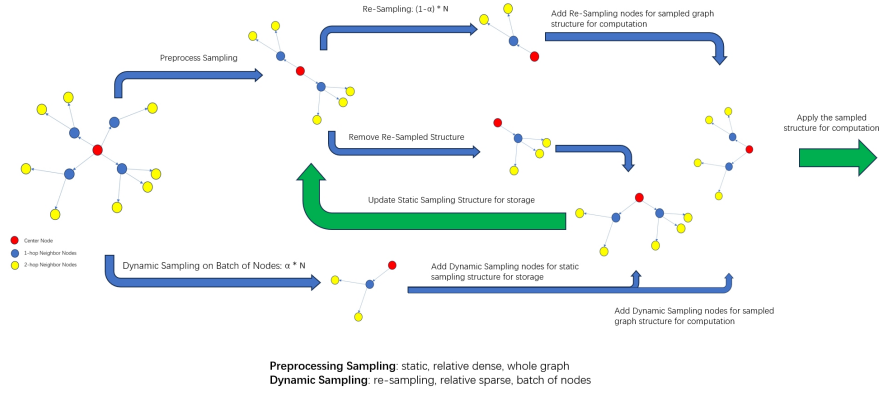 Re-Sampling: (1-α) * N
Add Re-Sampling nodes for sampled graph
structure for computation
Preprocess Sampling
Apply the sampled
structure for computation
Remove Re-Sampled Structure
Update Static Sampling Structure for storage
Center Node
1-hop Neighbor Nodes
2-hop Neighbor Nodes
Dynamic Sampling on Batch of Nodes: α * N
Add Dynamic Sampling nodes for static
sampling structure for storage
Add Dynamic Sampling nodes for sampled
graph structure for computation
Preprocessing Sampling: static, relative dense, whole graph
Dynamic Sampling: re-sampling, relative sparse, batch of nodes